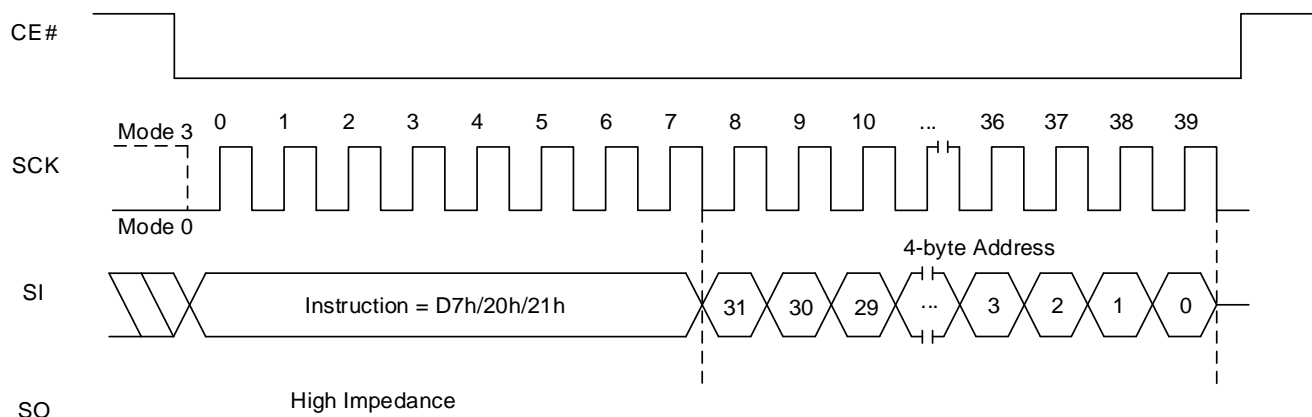 CE#
Mode 3
0 1 2 3 4 5 6 7 8 9 10 ... 36 37 38 39
SCK
Mode 0
4-byte Address
SI
Instruction = D7h/20h/21h
31 30 29 ... 3 2 1 0
High Impedance
SO